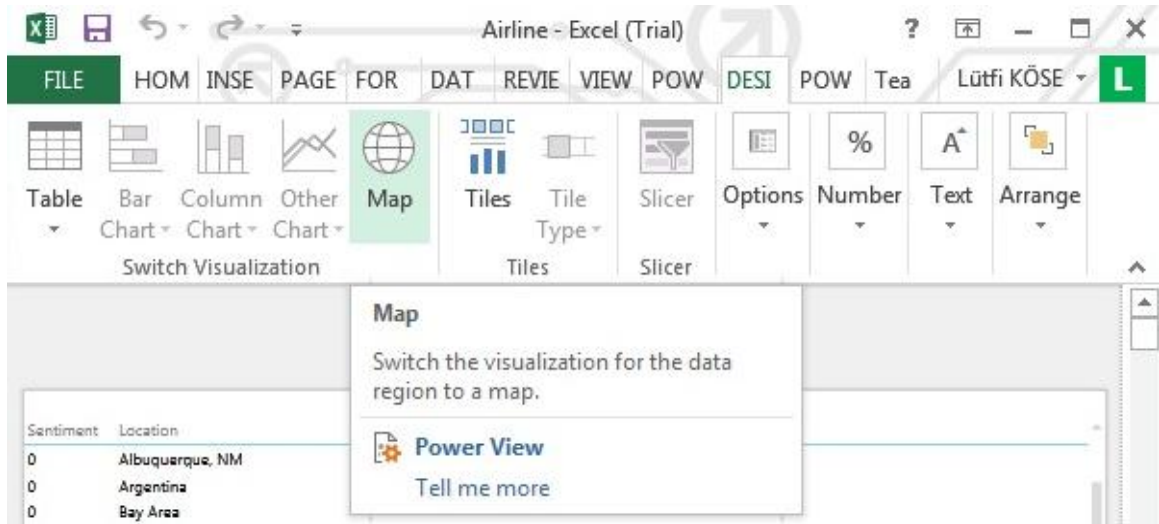 Airline - Excel (Trial) ?
FILE HOM INSE PAGE FOR DAT REVIE VIEW POW DESI POW Tea Lütfi KÖSE L
% A
Table Bar Column Other Map Tiles Tile Slicer Options Number Text Arrange
Chart Chart Chart Type
Switch Visualization Tiles Slicer
Map
Switch the visualization for the data
region to a map.
Sentiment Location
0 Albuquerque, NM
Power View
0 Argentina
Tell me more
0 Bay Area